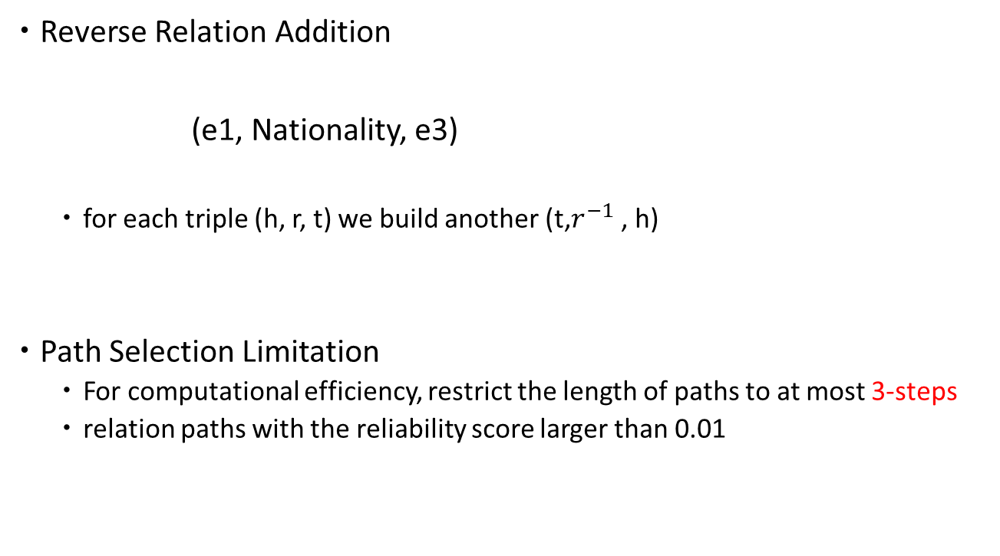 ・Reverse Relation Addition
(e1, Nationality, e3)
・for each triple (h, r, t) we build another (t,𝑟⁻¹ , h)
・Path Selection Limitation
・For computational efficiency, restrict the length of paths to at most 3-steps
・relation paths with the reliability score larger than 0.01